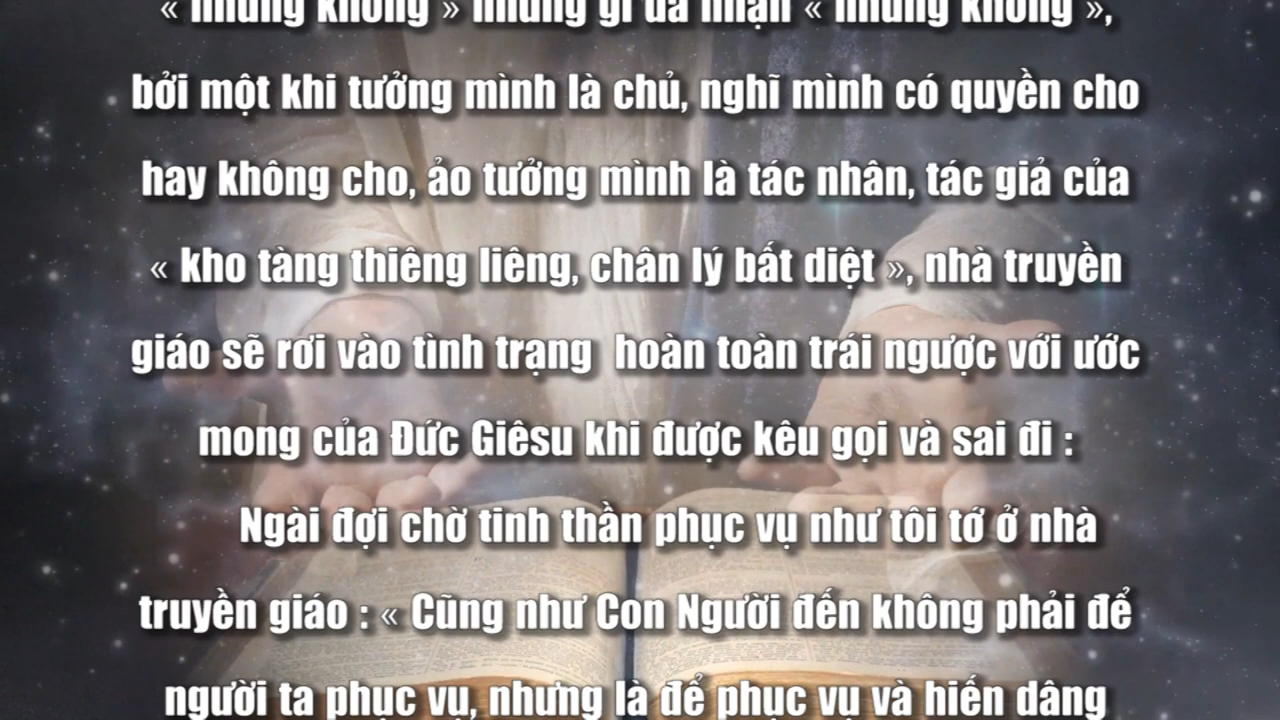 « nhưng không » những gì đã nhận « nhưng không »,
bởi một khi tưởng mình là chủ, nghĩ mình có quyền cho
hay không cho, ảo tưởng mình là tác nhân, tác giả của
« kho tàng thiêng liêng, chân lý bất diệt », nhà truyền
giáo sẽ rơi vào tình trạng hoàn toàn trái ngược với ước
mong của Đức Giêsu khi được kêu gọi và sai đi :
Ngài đợi chờ tinh thần phục vụ như tôi tớ ở nhà
truyền giáo : « Cũng như Con Người đến không phải để
người ta phục vụ, nhưng là để phục vụ và hiến dâng